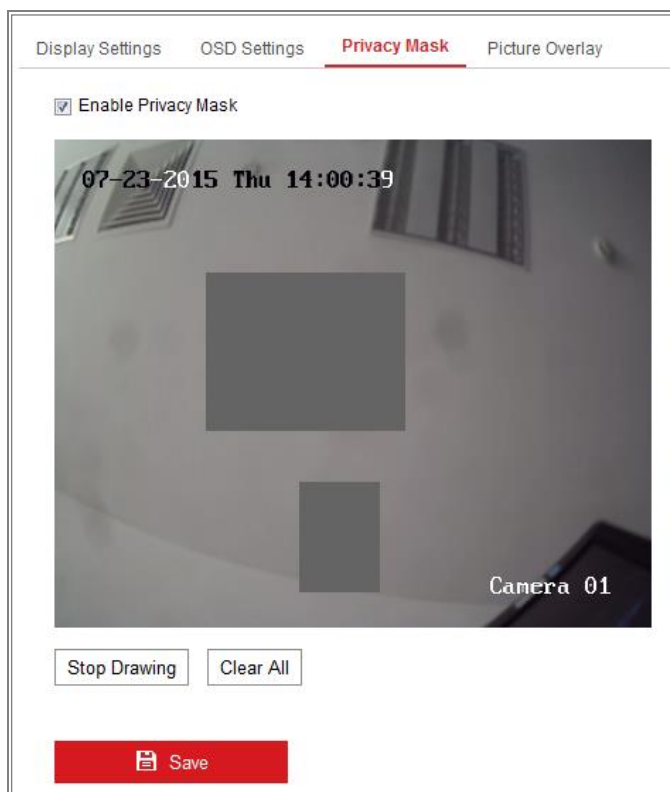 Display Settings OSD Settings Privacy Mask Picture Overlay
Enable Privacy Mask
07-23-2015 Thu 14:00:39
Camera 01
Stop Drawing Clear All
Save